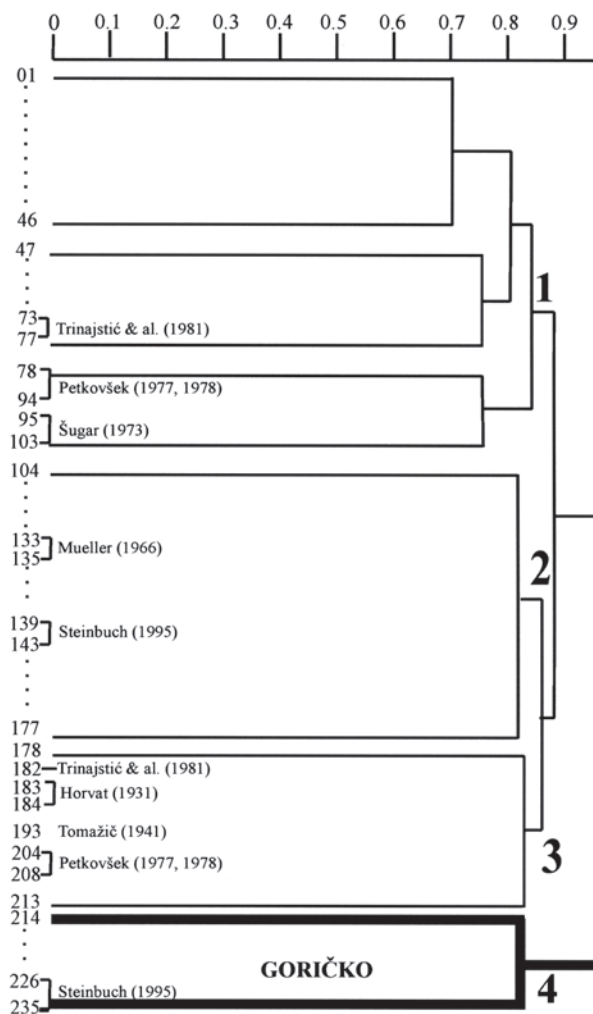 0 0.1 0.2 0.3 0.4 0.5 0.6 0.7 0.8 0.9
01
46
47
1
73
Trinajstić & al. (1981)
77
78
Petkovšek (1977, 1978)
94
95
Šugar (1973)
103
104
133
Mueller (1966)
135
2
139
Steinbuch (1995)
143
177
178
182 Trinajstić & al. (1981)
183
Horvat (1931)
184
193 Tomažič (1941)
204
Petkovšek (1977, 1978)
208
3
213
214
GORIČKO
226
Steinbuch (1995)
4
235